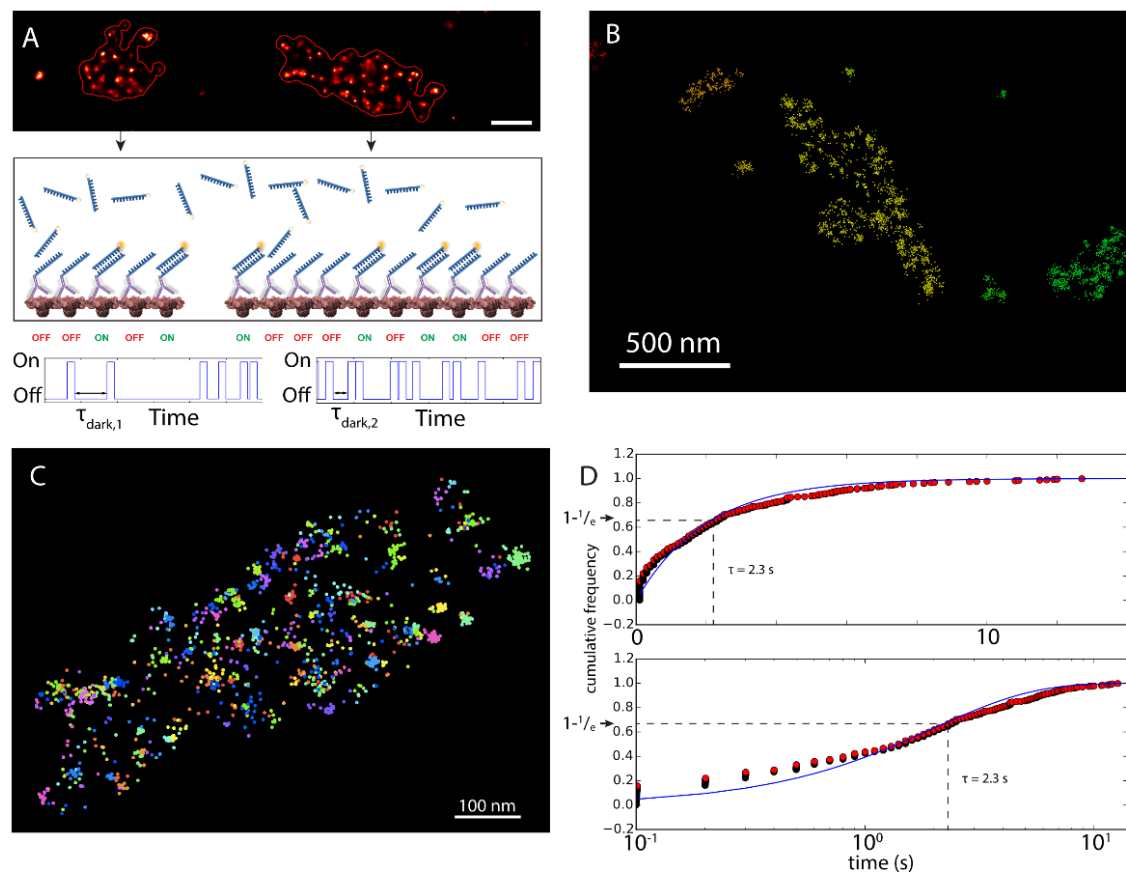 A
OFF OFF ON OFF ON
ON OFF OFF OFF ON OFF ON ON OFF OFF
On
Off
τdark,1 Time
On
Off
τdark,2 Time
B
500 nm
C
100 nm
D
cumulative frequency
1.2
1.0
0.8
1-1/e
0.6
0.4
0.2
0.0
−0.2
τ = 2.3 s
0 10
1.2
1.0
0.8
1-1/e
0.6
0.4
0.2
0.0
−0.2
τ = 2.3 s
10-1 100 101
time (s)